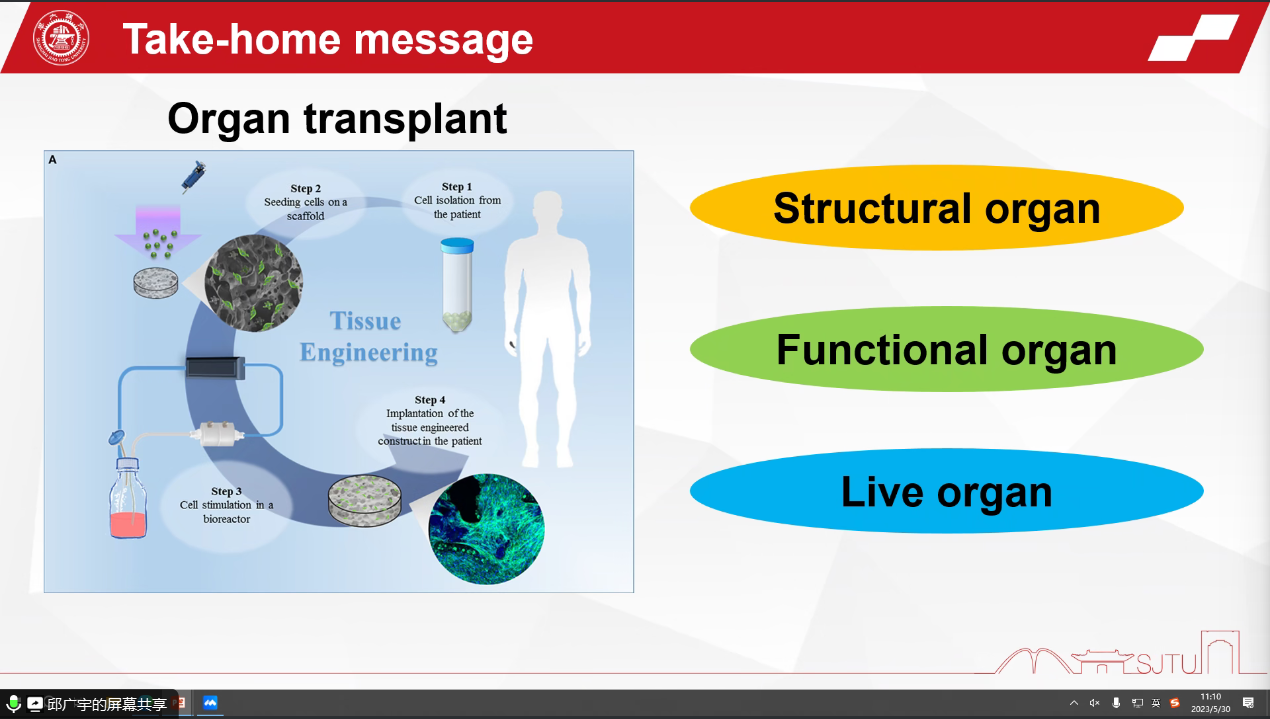 Take-home message
Organ transplant
A
Step 2
Seeding cells on a
scaffold
Step 1
Cell isolation from
the patient
Tissue
Engineering
Step 4
Implantation of the
tissue engineered
construct in the patient
Step 3
Cell stimulation in a
bioreactor
Structural organ
Functional organ
Live organ
SJTU
邱广宇的屏幕共享
英
11:10
2023/5/30